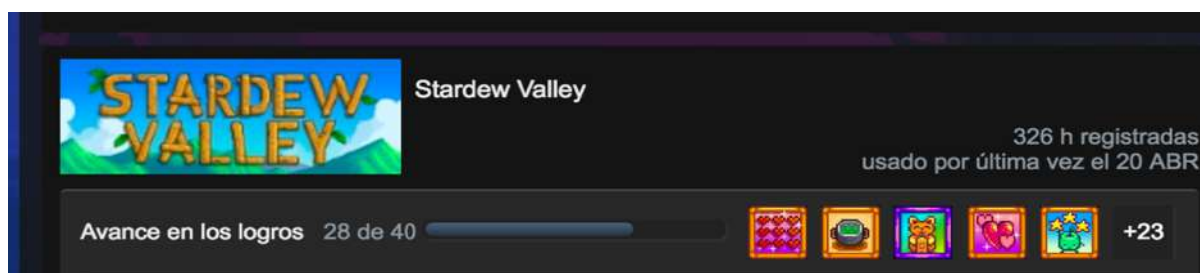 STARDEW
VALLEY
Stardew Valley
326 h registradas
usado por última vez el 20 ABR
Avance en los logros 28 de 40
+23